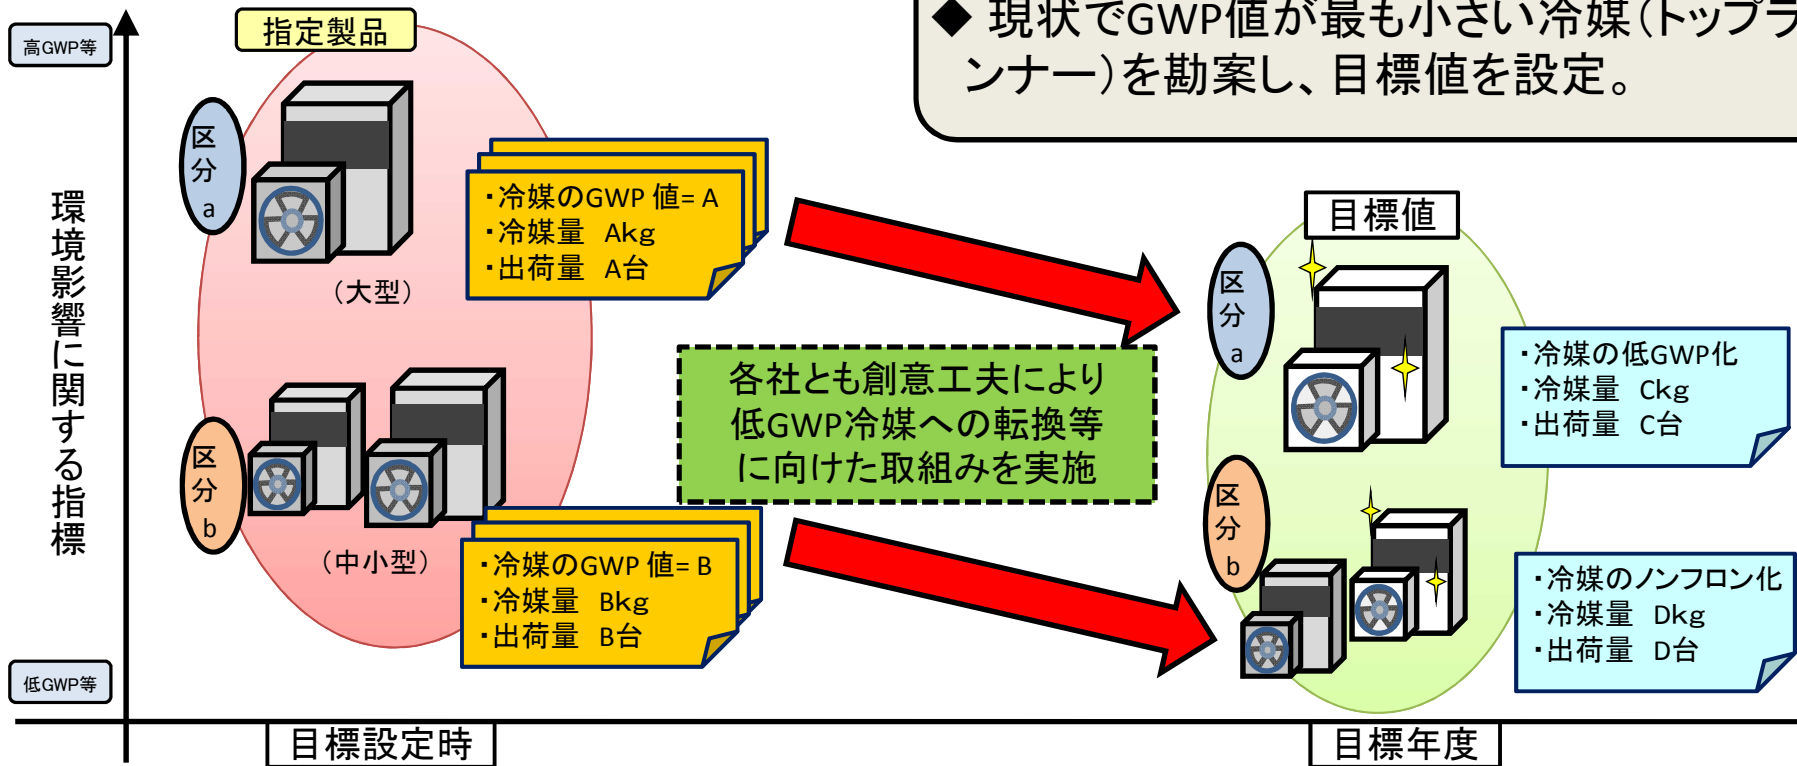 ◆ 現状でGWP値が最も小さい冷媒(トップラ
ンナー)を勘案し、目標値を設定。
高GWP等
環境影響に関する指標
低GWP等
指定製品
区
分
a
(大型)
・冷媒のGWP 値= A
・冷媒量 Akg
・出荷量 A台
区
分
b
(中小型)
・冷媒のGWP 値= B
・冷媒量 Bkg
・出荷量 B台
各社とも創意工夫により
低GWP冷媒への転換等
に向けた取組みを実施
目標値
区
分
a
・冷媒の低GWP化
・冷媒量 Ckg
・出荷量 C台
区
分
b
・冷媒のノンフロン化
・冷媒量 Dkg
・出荷量 D台
目標設定時
目標年度